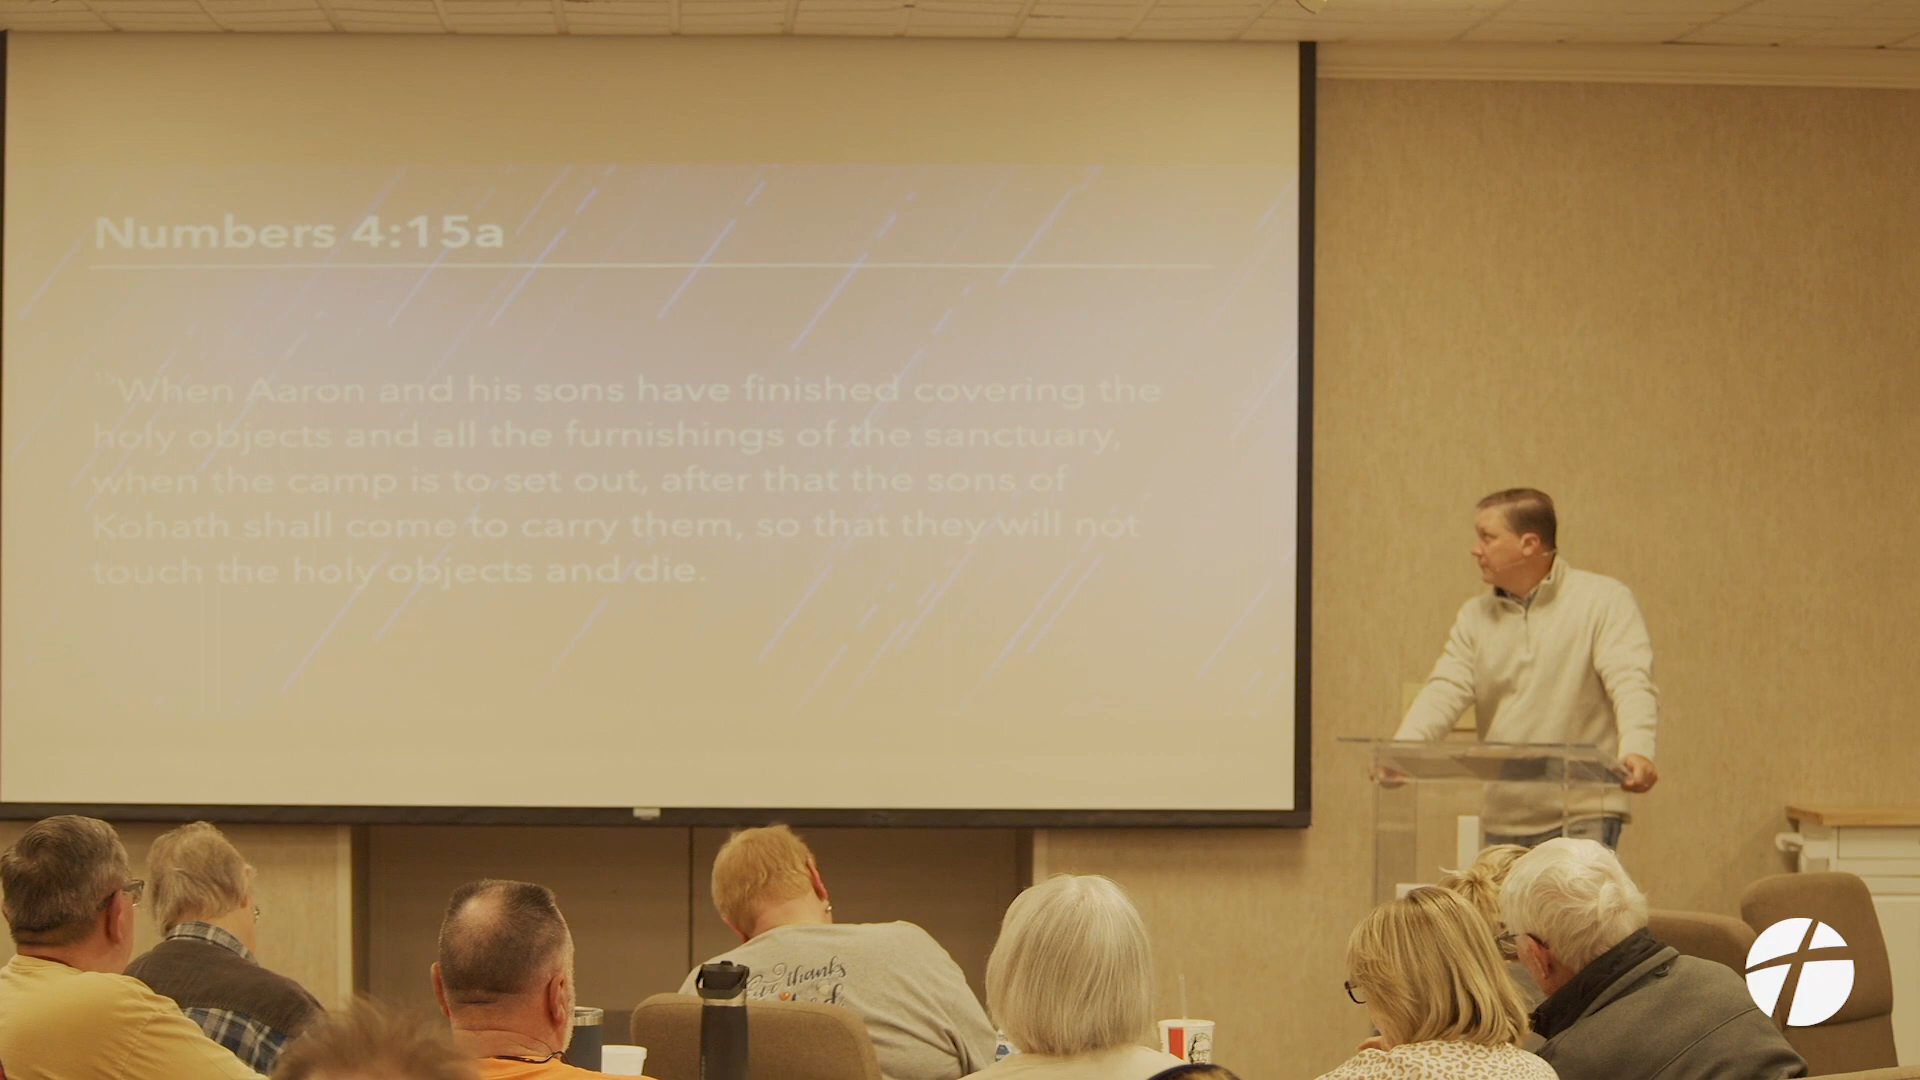 Numbers 4:15a
15 When Aaron and his sons have finished covering the
holy objects and all the furnishings of the sanctuary,
when the camp is to set out, after that the sons of
Kohath shall come to carry them, so that they will not
touch the holy objects and die.
thanks